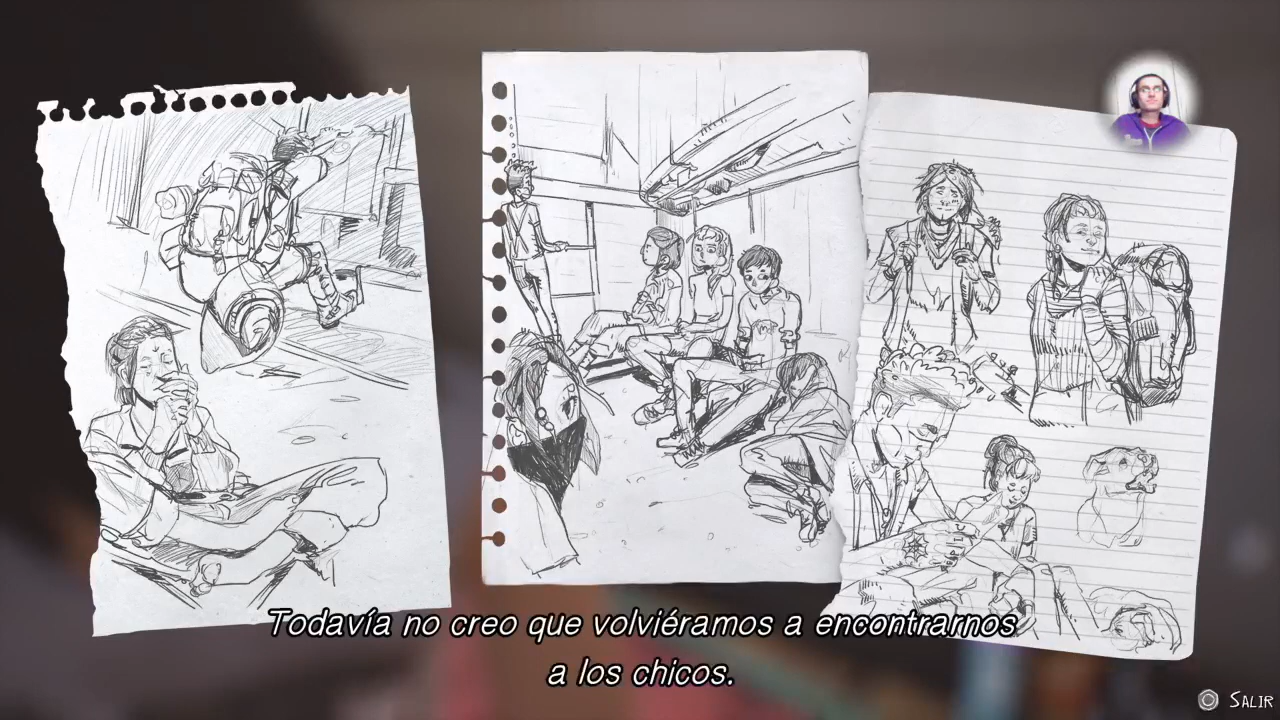 Todavía no creo que volviéramos a encontrarnos
a los chicos.
SALIR